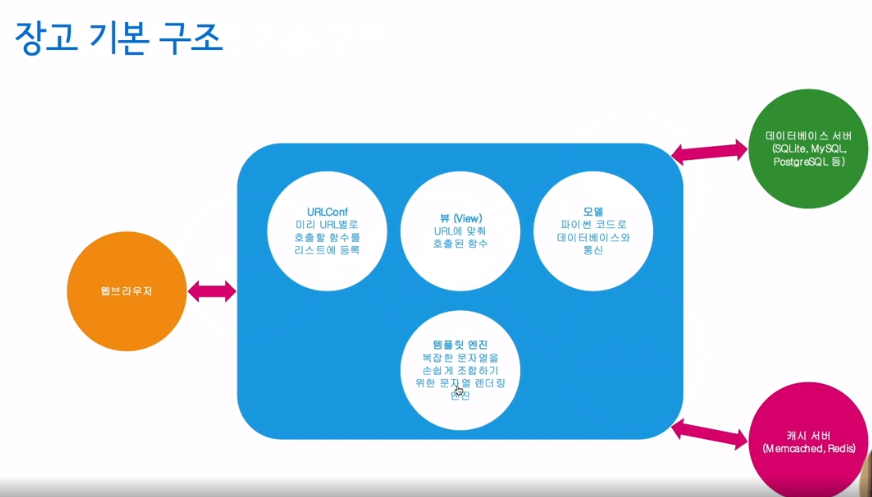 장고 기본 구조
데이터베이스 서버
(SQLite, MySQL,
PostgreSQL 등)
URLConf
미리 URL별로
호출할 함수를
리스트에 등록
뷰 (View)
URL에 맞춰
호출된 함수
모델
파이썬 코드로
데이터베이스와
통신
웹브라우저
템플릿 엔진
복잡한 문자열을
손쉽게 조합하기
위한 문자열 렌더링
엔진
캐시 서버
(Memcached, Redis)